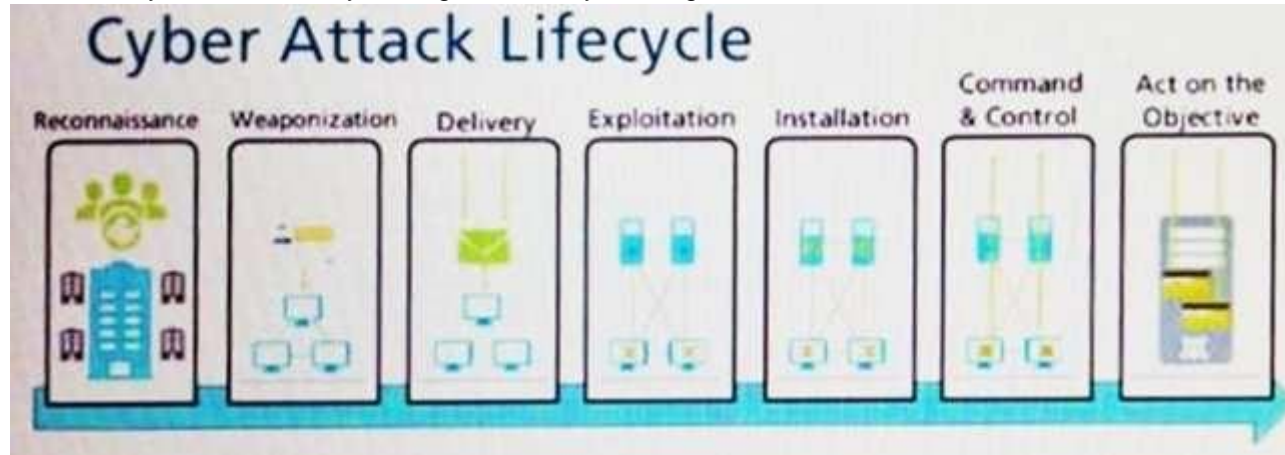 Cyber Attack Lifecycle
Reconnaissance
Weaponization
Delivery
Exploitation
Installation
Command
& Control
Act on the
Objective